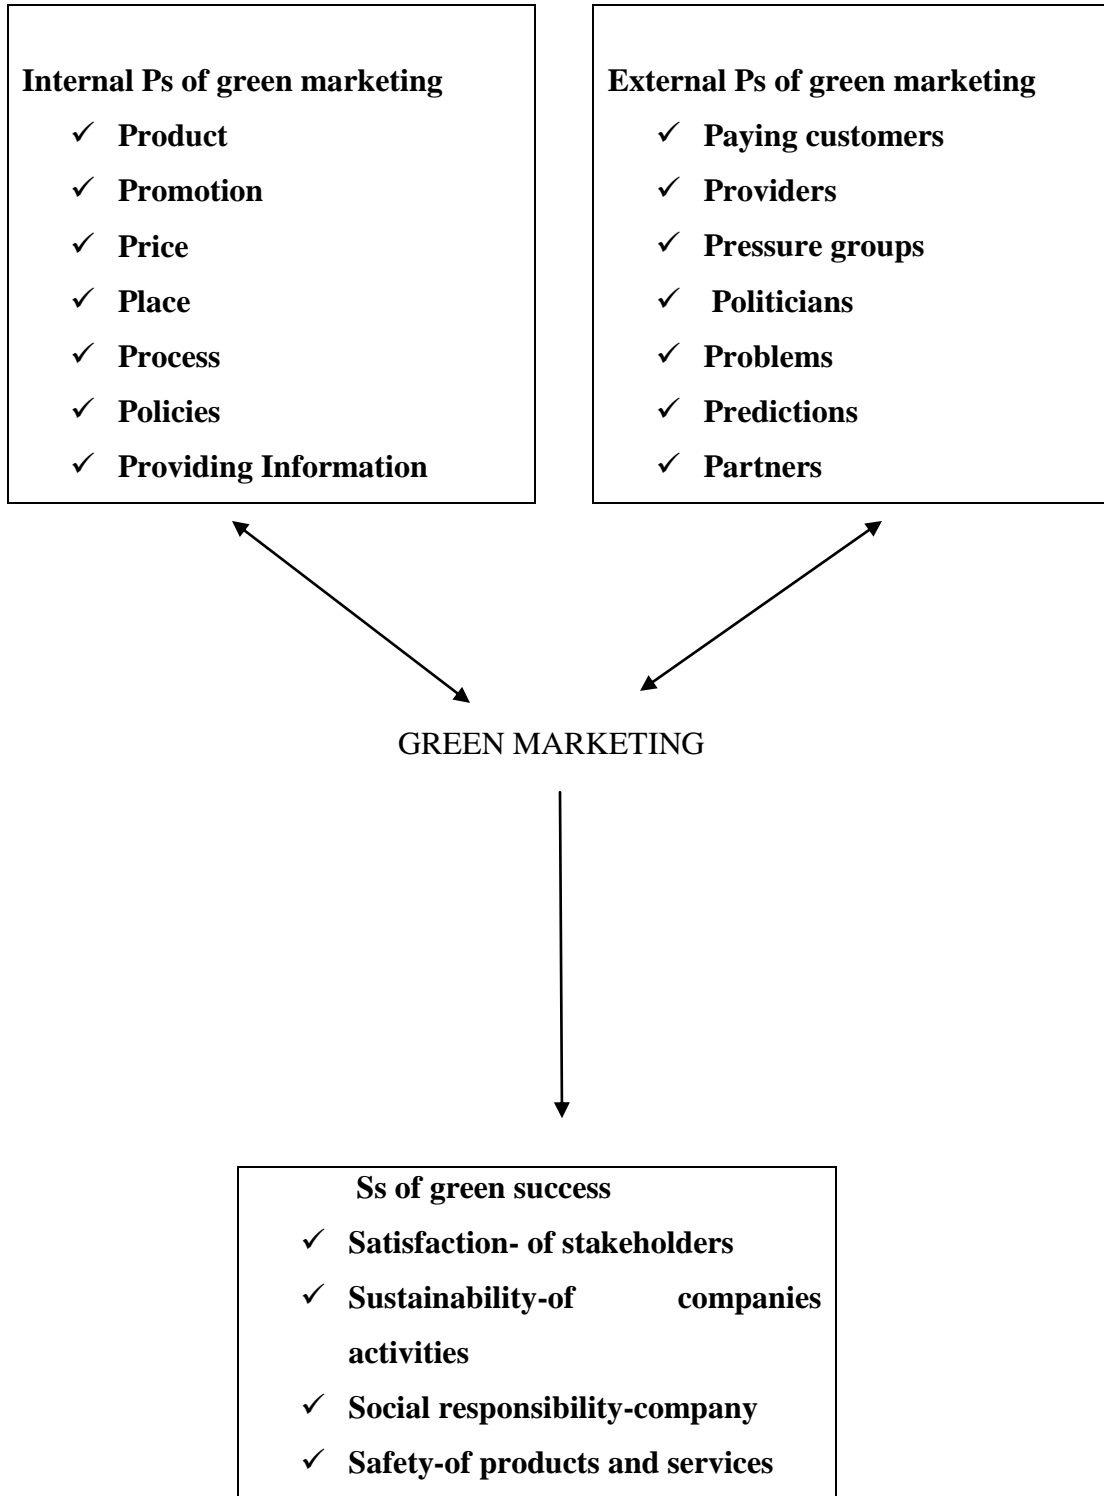 Internal Ps of green marketing
✓ Product
✓ Promotion
✓ Price
✓ Place
✓ Process
✓ Policies
✓ Providing Information
External Ps of green marketing
✓ Paying customers
✓ Providers
✓ Pressure groups
✓ Politicians
✓ Problems
✓ Predictions
✓ Partners
GREEN MARKETING
Ss of green success
✓ Satisfaction- of stakeholders
✓ Sustainability-of companies
activities
✓ Social responsibility-company
✓ Safety-of products and services